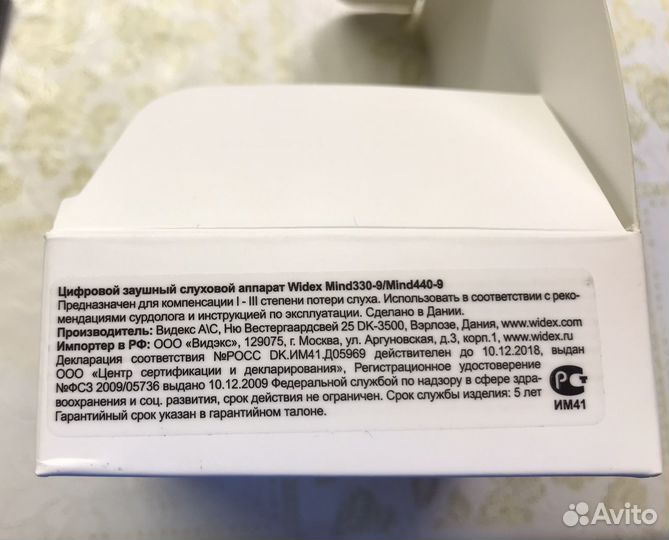 Цифровой заушный слуховой аппарат Widex Mind330-9/Mind440-9
Предназначен для компенсации I - III степени потери слуха. Использовать в соответствии с реко-
мендациями сурдолога и инструкцией по эксплуатации. Сделано в Дании.
Производитель: Видекс А\С, Ню Вестергаардсвей 25 DK-3500, Вэрлозе, Дания, www.widex.com
Импортер в РФ: ООО «Видэкс», 129075, г. Москва, ул. Аргуновская, д.3, корп.1, www.widex.ru
Декларация соответствия №РОСС DK.ИМ41.Д05969 действителен до 10.12.2018, выдан
ООО «Центр сертификации и декларирования», Регистрационное удостоверение
№ФСЗ 2009/05736 выдано 10.12.2009 Федеральной службой по надзору в сфере здра-
воохранения и соц. развития, срок действия не ограничен. Срок службы изделия: 5 лет
Гарантийный срок указан в гарантийном талоне.
РСТ
ИМ41
Avito